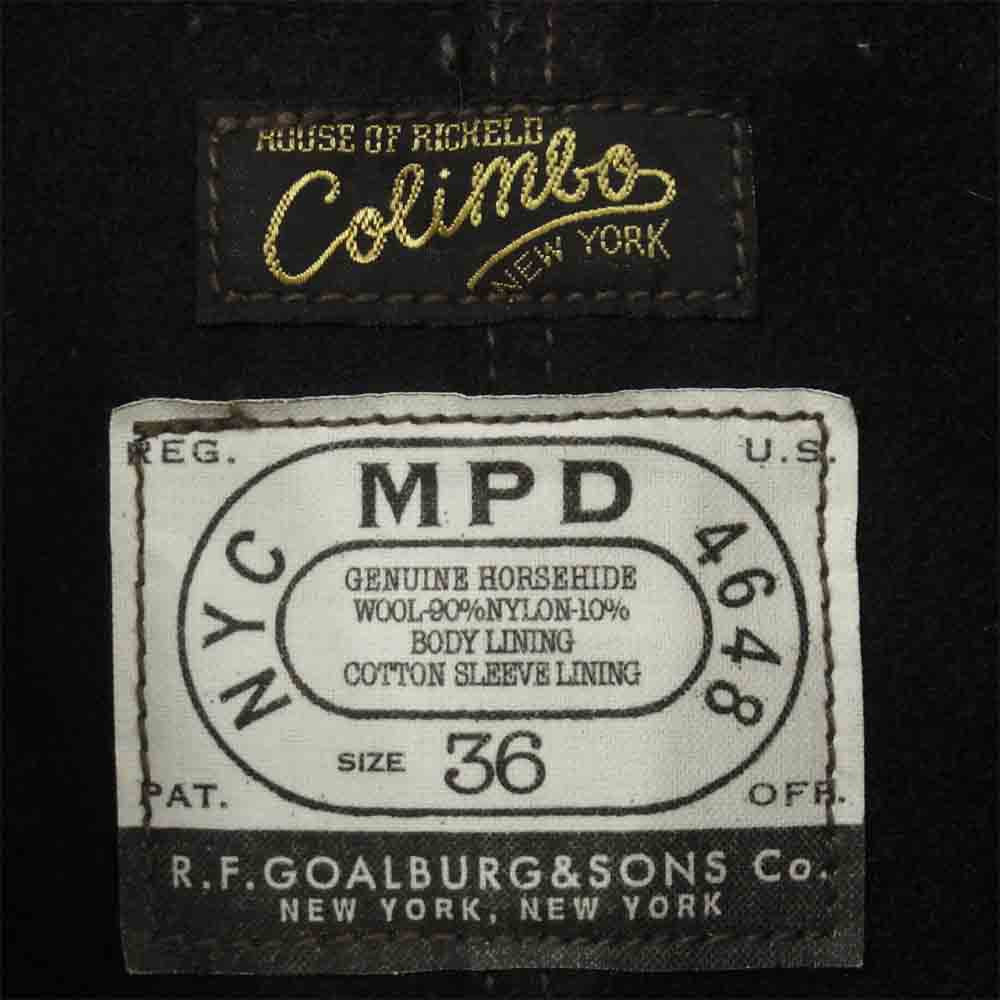 HOUSE OF RICKELD
Colimbo
NEW YORK
REG. U.S.
MPD
NYC 4648
GENUINE HORSEHIDE
WOOL-90%NYLON-10%
BODY LINING
COTTON SLEEVE LINING
SIZE 36
PAT. OFF.
R.F.GOALBURG&SONS Co.
NEW YORK, NEW YORK